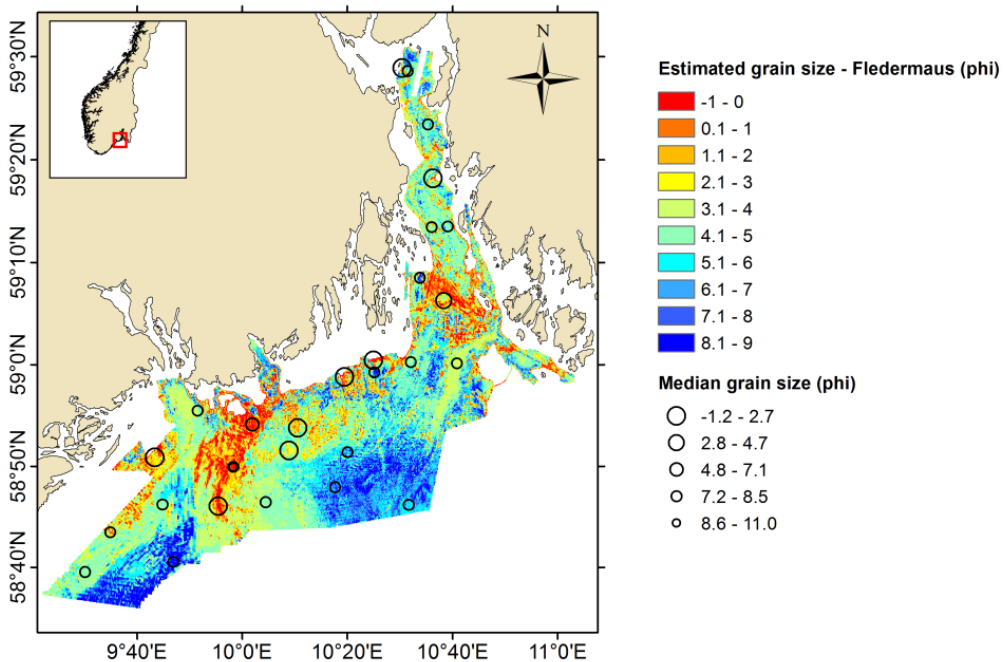 N
59°30'N
59°20'N
59°10'N
59°0'N
58°50'N
58°40'N
9°40'E
10°0'E
10°20'E
10°40'E
11°0'E
Estimated grain size - Fledermaus (phi)
-1 - 0
0.1 - 1
1.1 - 2
2.1 - 3
3.1 - 4
4.1 - 5
5.1 - 6
6.1 - 7
7.1 - 8
8.1 - 9
Median grain size (phi)
-1.2 - 2.7
2.8 - 4.7
4.8 - 7.1
7.2 - 8.5
8.6 - 11.0